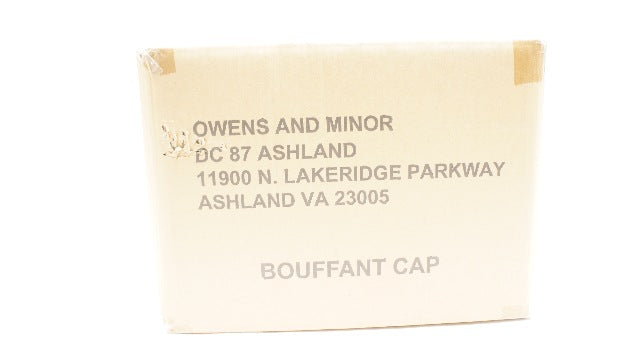 OWENS AND MINOR
DC 87 ASHLAND
11900 N. LAKERIDGE PARKWAY
ASHLAND VA 23005
BOUFFANT CAP